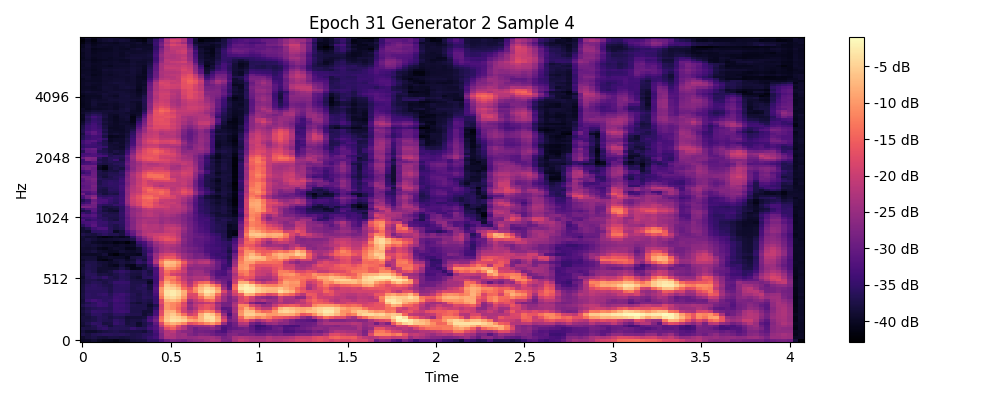 Epoch 31 Generator 2 Sample 4
Hz
4096
2048
1024
512
0
0
0.5
1
1.5
2
2.5
3
3.5
4
Time
-5 dB
-10 dB
-15 dB
-20 dB
-25 dB
-30 dB
-35 dB
-40 dB